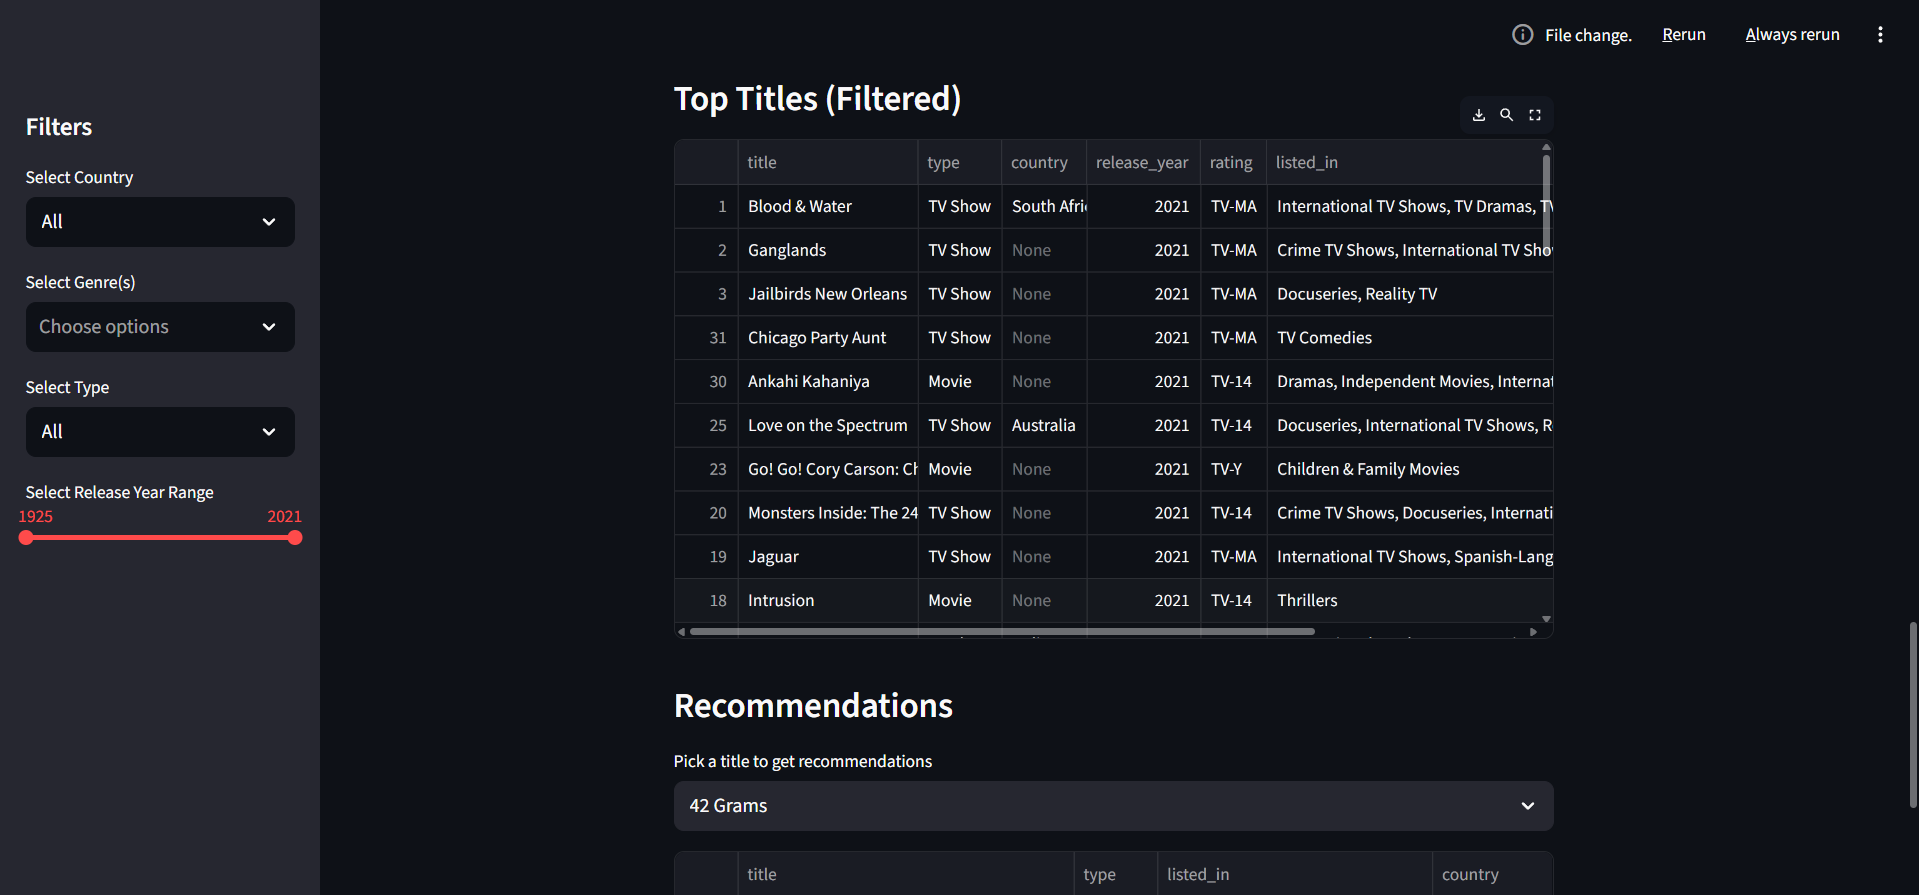 File change. Rerun Always rerun
Filters
Select Country
All
Select Genre(s)
Choose options
Select Type
All
Select Release Year Range
1925 2021
Top Titles (Filtered)
title type country release_year rating listed_in
1 Blood & Water TV Show South Afri 2021 TV-MA International TV Shows, TV Dramas, TV
2 Ganglands TV Show None 2021 TV-MA Crime TV Shows, International TV Sho
3 Jailbirds New Orleans TV Show None 2021 TV-MA Docuseries, Reality TV
31 Chicago Party Aunt TV Show None 2021 TV-MA TV Comedies
30 Ankahi Kahaniya Movie None 2021 TV-14 Dramas, Independent Movies, Internat
25 Love on the Spectrum TV Show Australia 2021 TV-14 Docuseries, International TV Shows, R
23 Go! Go! Cory Carson: Ch Movie None 2021 TV-Y Children & Family Movies
20 Monsters Inside: The 24 TV Show None 2021 TV-14 Crime TV Shows, Docuseries, Internati
19 Jaguar TV Show None 2021 TV-MA International TV Shows, Spanish-Lang
18 Intrusion Movie None 2021 TV-14 Thrillers
Recommendations
Pick a title to get recommendations
42 Grams
title type listed_in country